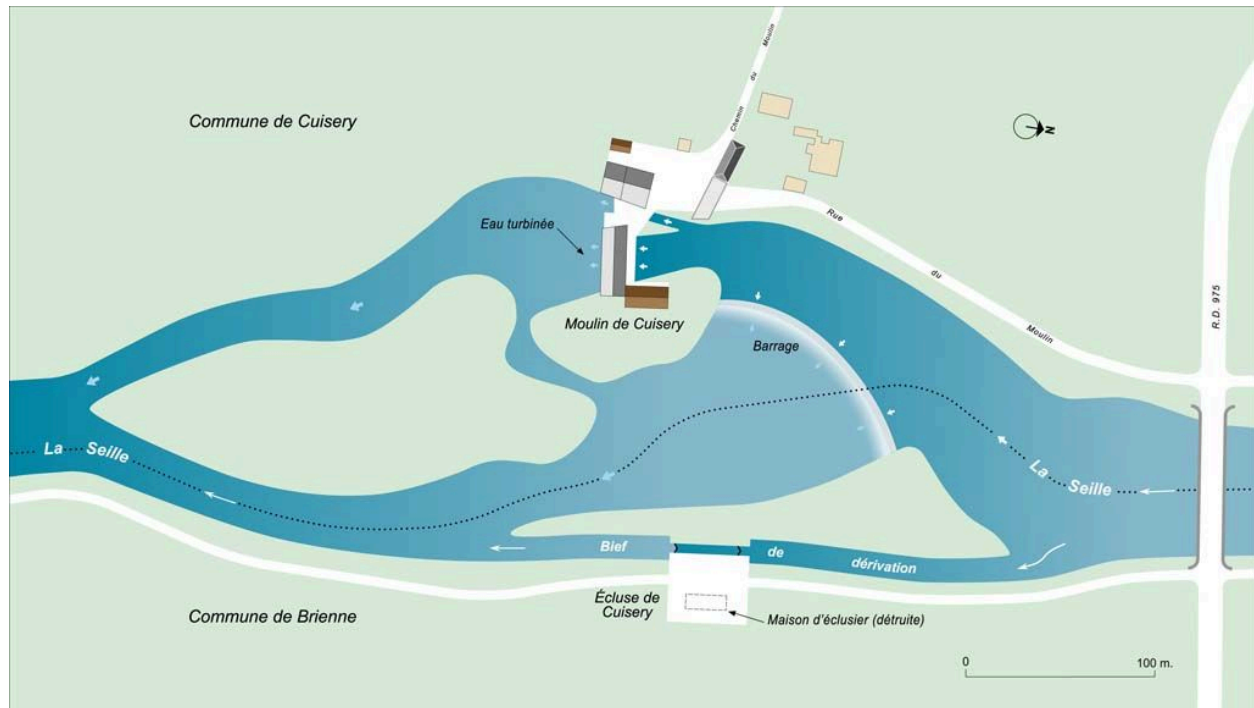 Chemin du Moulin
Commune de Cuisery
N
Rue du Moulin
Eau turbinée
R.D. 975
Moulin de Cuisery
Barrage
La Seille
La Seille
Bief de dérivation
Écluse de
Cuisery
Maison d'éclusier (détruite)
Commune de Brienne
0 100 m.